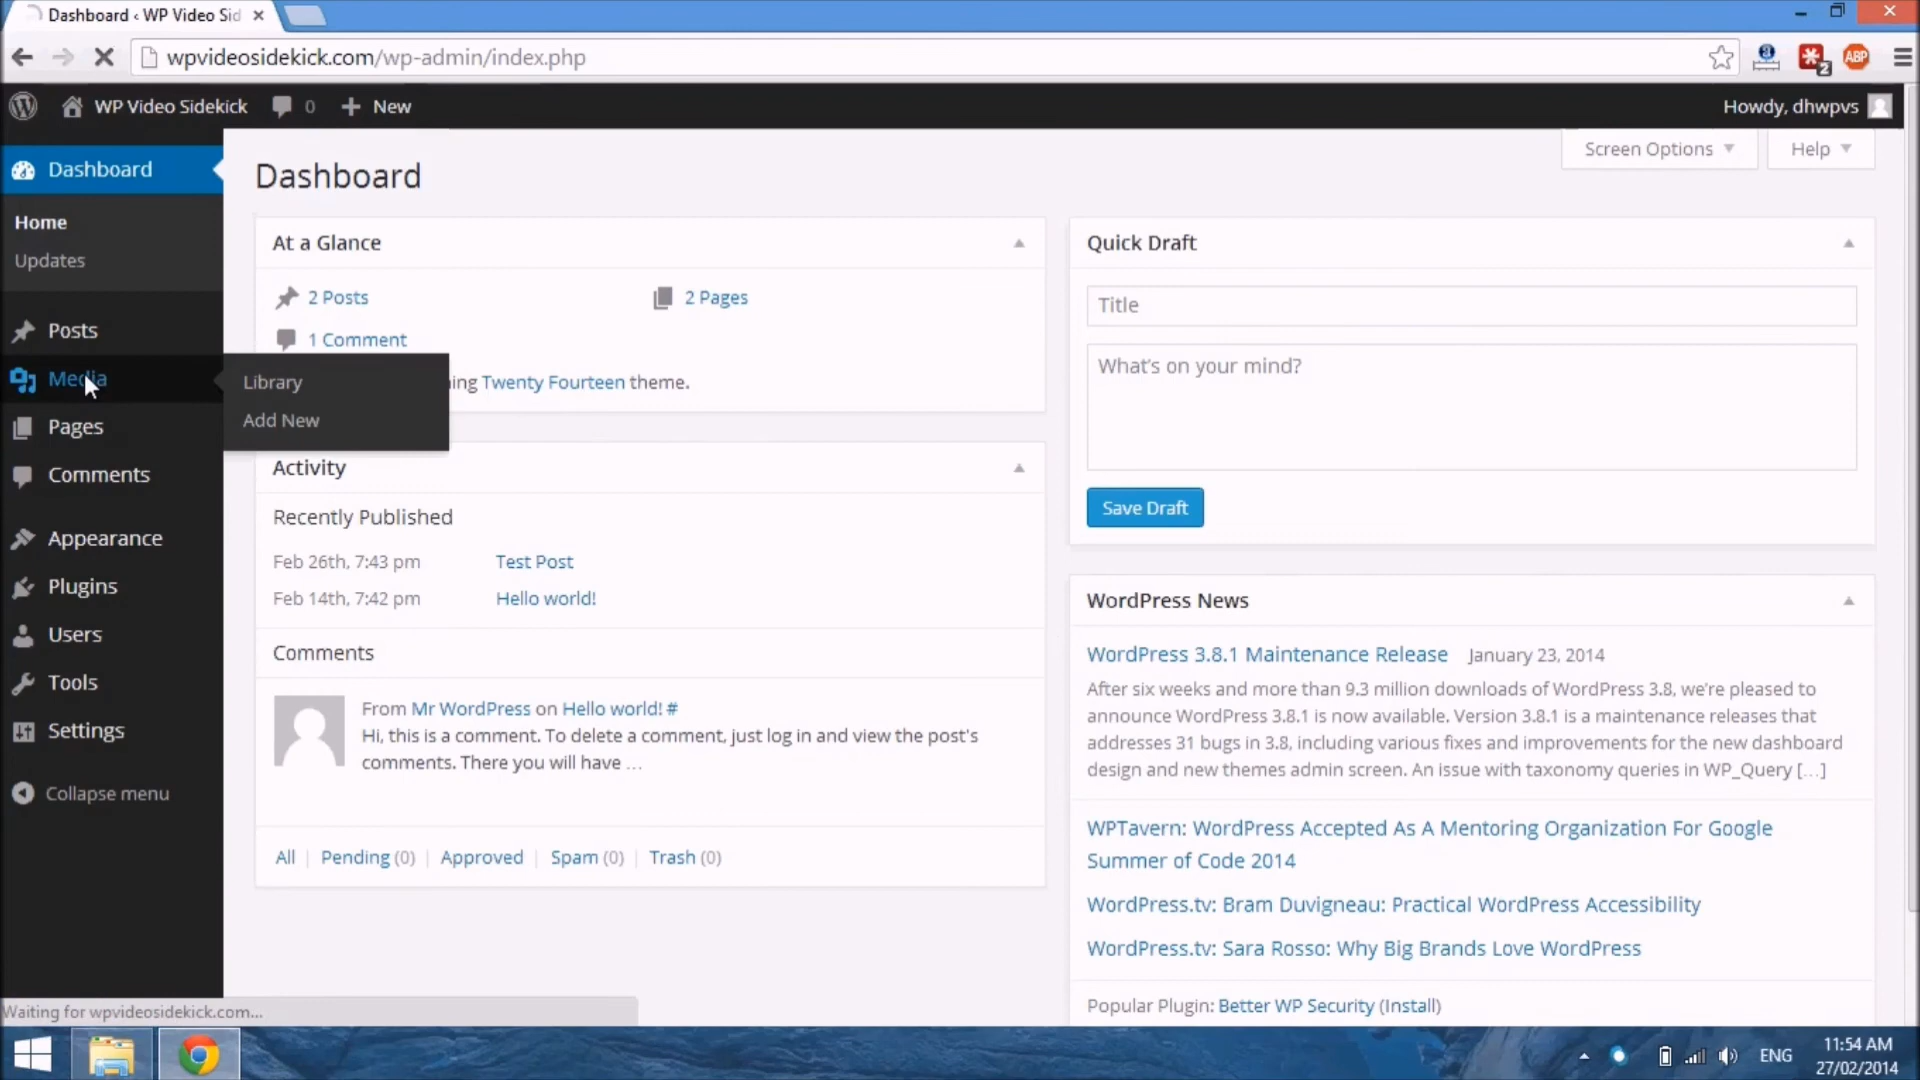 Dashboard ‹ WP Video Sid
wpvideosidekick.com/wp-admin/index.php
2
ABP
WP Video Sidekick 0 New
Howdy, dhwpvs
Dashboard
Home
Updates
Posts
Media
Pages
Comments
Appearance
Plugins
Users
Tools
Settings
Collapse menu
Library
Add New
Screen Options
Help
Dashboard
At a Glance
2 Posts
2 Pages
1 Comment
ing Twenty Fourteen theme.
Activity
Recently Published
Feb 26th, 7:43 pm Test Post
Feb 14th, 7:42 pm Hello world!
Comments
From Mr WordPress on Hello world! #
Hi, this is a comment. To delete a comment, just log in and view the post's
comments. There you will have …
All | Pending (0) | Approved | Spam (0) | Trash (0)
Quick Draft
Title
What's on your mind?
Save Draft
WordPress News
WordPress 3.8.1 Maintenance Release January 23, 2014
After six weeks and more than 9.3 million downloads of WordPress 3.8, we're pleased to
announce WordPress 3.8.1 is now available. Version 3.8.1 is a maintenance releases that
addresses 31 bugs in 3.8, including various fixes and improvements for the new dashboard
design and new themes admin screen. An issue with taxonomy queries in WP_Query […]
WPTavern: WordPress Accepted As A Mentoring Organization For Google
Summer of Code 2014
WordPress.tv: Bram Duvigneau: Practical WordPress Accessibility
WordPress.tv: Sara Rosso: Why Big Brands Love WordPress
Popular Plugin: Better WP Security (Install)
Waiting for wpvideosidekick.com...
ENG
11:54 AM
27/02/2014